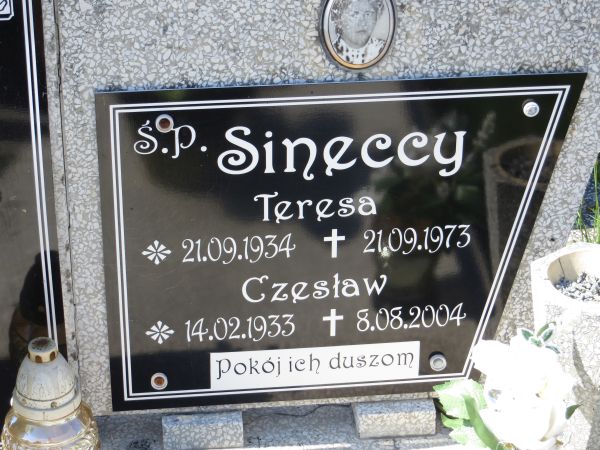 Ś.p. Sineccy
Teresa
* 21.09.1934 ✝ 21.09.1973
Czesław
* 14.02.1933 ✝ 8.08.2004
Pokój ich duszom